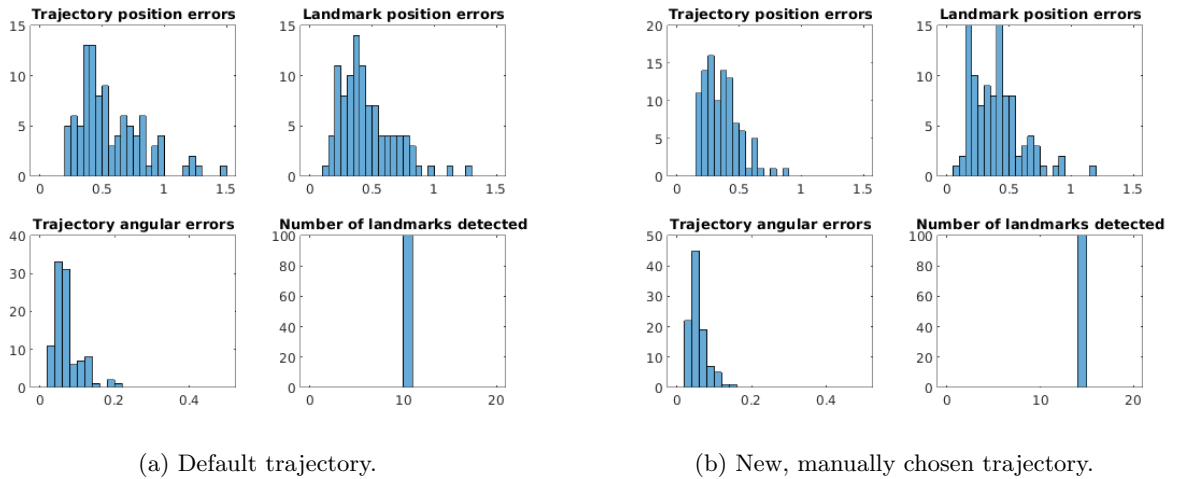 Trajectory position errors
15
10
5
0
0 0.5 1 1.5
Landmark position errors
15
10
5
0
0 0.5 1 1.5
Trajectory angular errors
40
30
20
10
0
0 0.2 0.4
Number of landmarks detected
100
80
60
40
20
0
0 10 20
(a) Default trajectory.
Trajectory position errors
20
15
10
5
0
0 0.5 1 1.5
Landmark position errors
15
10
5
0
0 0.5 1 1.5
Trajectory angular errors
50
40
30
20
10
0
0 0.2 0.4
Number of landmarks detected
100
80
60
40
20
0
0 10 20
(b) New, manually chosen trajectory.